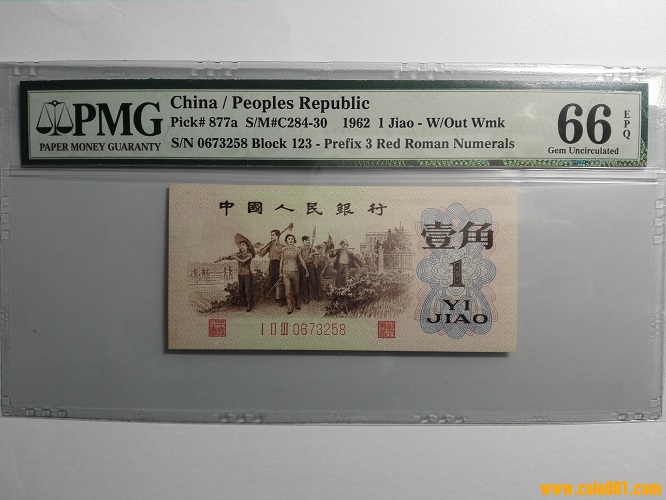 PMG
PAPER MONEY GUARANTY
China / Peoples Republic
Pick# 877a S/M#C284-30 1962 1 Jiao - W/Out Wmk
S/N 0673258 Block 123 - Prefix 3 Red Roman Numerals
66 EPQ
Gem Uncirculated
中國人民銀行
壹角
1
YI
JIAO
I II III 0673258
www.coin001.com